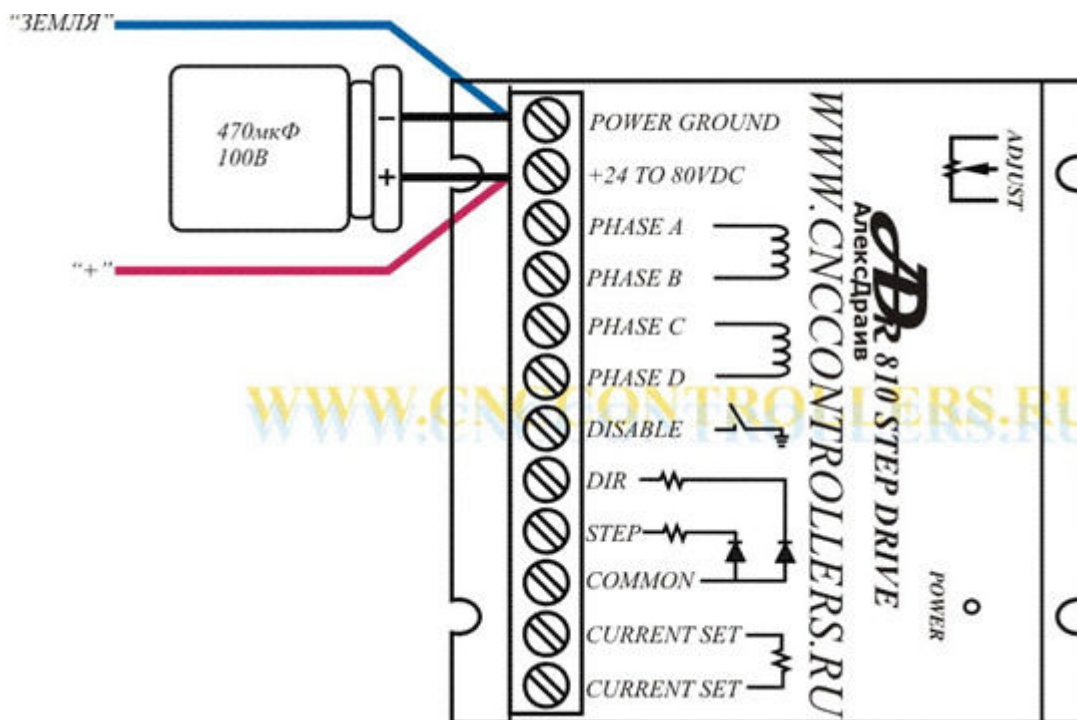 “ЗЕМЛЯ”
470мкФ
100В
−
+
“+”
POWER GROUND
+24 TO 80VDC
PHASE A
PHASE B
PHASE C
PHASE D
DISABLE
DIR
STEP
COMMON
CURRENT SET
CURRENT SET
WWW.CNCCONTROLLERS.RU
АлексДраив
R 810 STEP DRIVE
ADJUST
POWER
WWW.CNCCONTROLLERS.RU